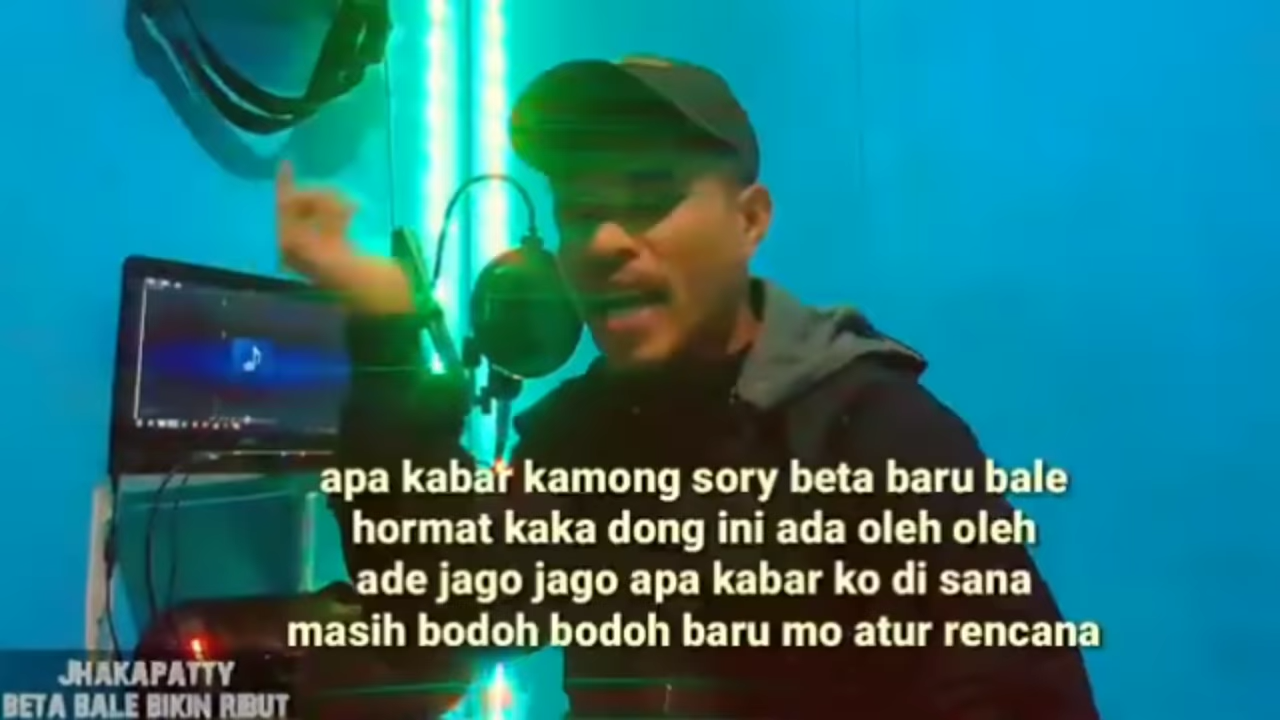 apa kabar kamong sory beta baru bale
hormat kaka dong ini ada oleh oleh
ade jago jago apa kabar ko di sana
masih bodoh bodoh baru mo atur rencana
JHAKAPATTY
BETA BALE BIKIN RIBUT